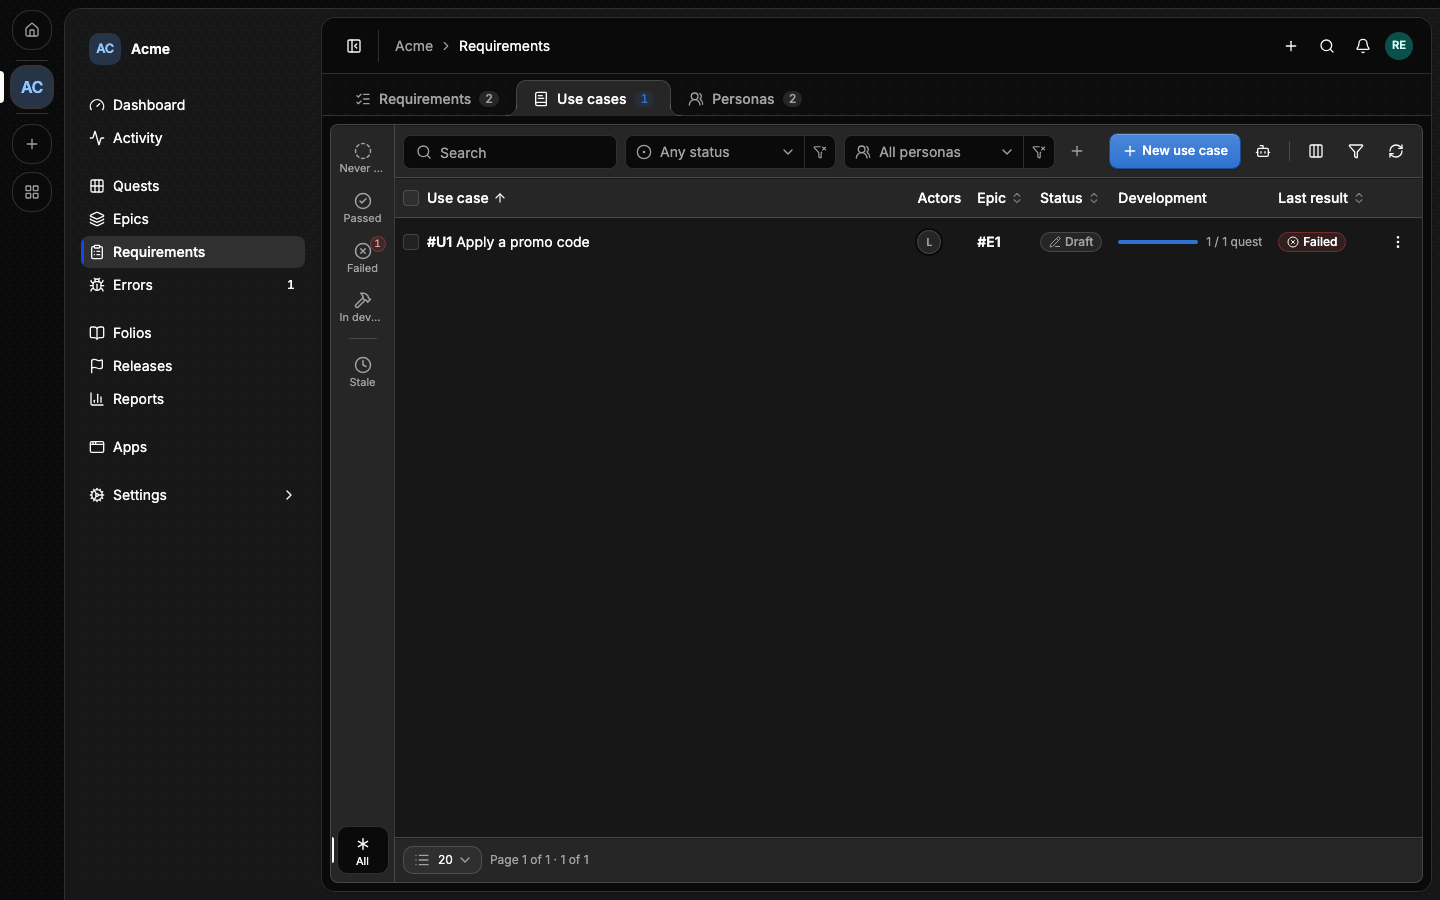 AC Acme
AC
Dashboard
Activity
Quests
Epics
Requirements
Errors 1
Folios
Releases
Reports
Apps
Settings
Acme > Requirements
RE
Requirements 2
Use cases 1
Personas 2
Never ...
Passed
1
Failed
In dev...
Stale
All
Search
Any status
All personas
New use case
Use case
Actors
Epic
Status
Development
Last result
#U1 Apply a promo code
L
#E1
Draft
1 / 1 quest
Failed
20
Page 1 of 1 · 1 of 1